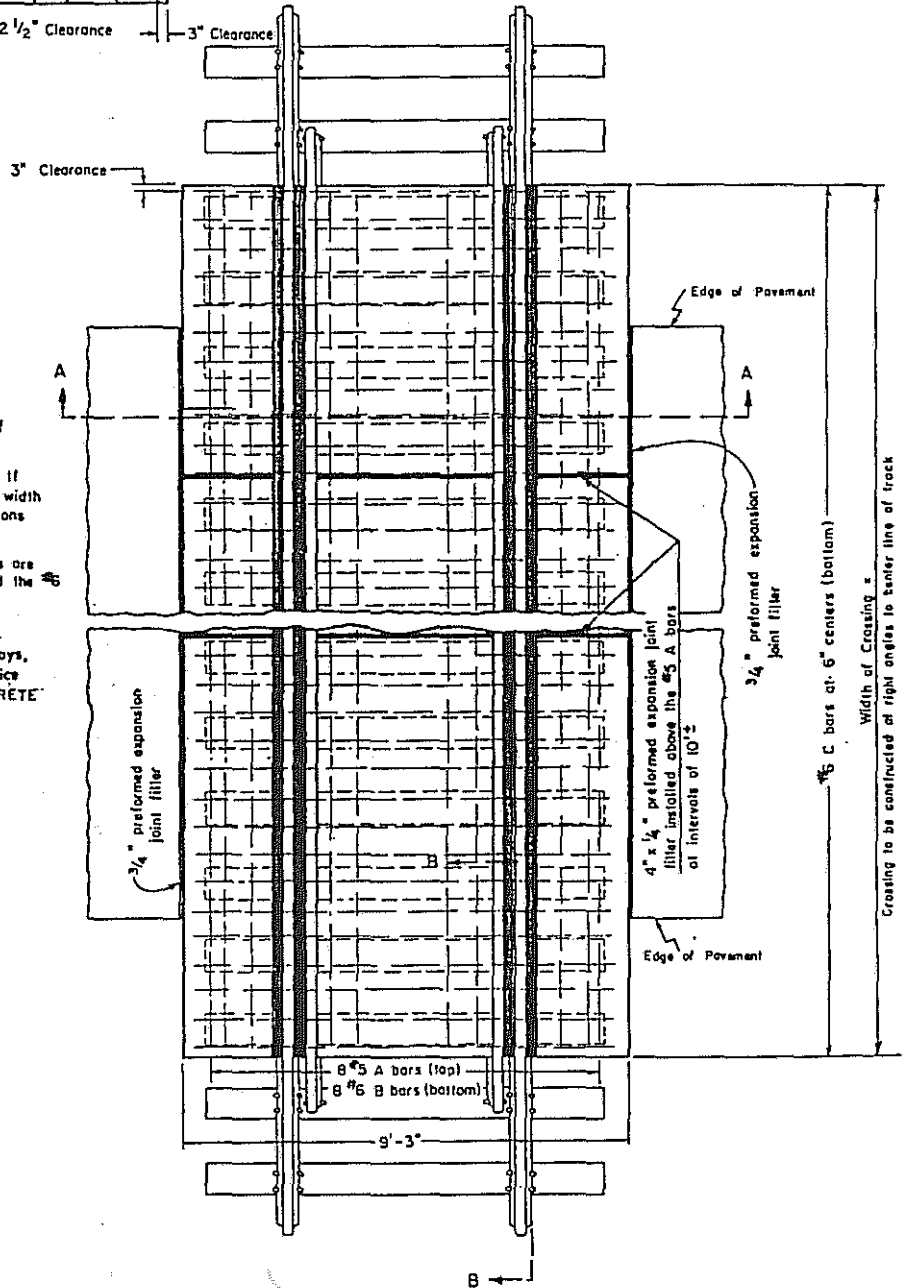 2 1/2" Clearance
3" Clearance
3" Clearance
Edge of Pavement
A
A
If
width
ons
s are
d the #6
ays,
ice
CRETE
3/4" preformed expansion
joint filler
4" x 1/4" preformed expansion joint
filler installed above the #5 A bars
at intervals of 10'±
3/4" preformed expansion
joint filler
#6 C bars at 6" centers (bottom)
Width of Crossing =
Crossing to be constructed at right angles to center line of track
B
Edge of Pavement
8 #5 A bars (top)
8 #6 B bars (bottom)
9'-3"
B